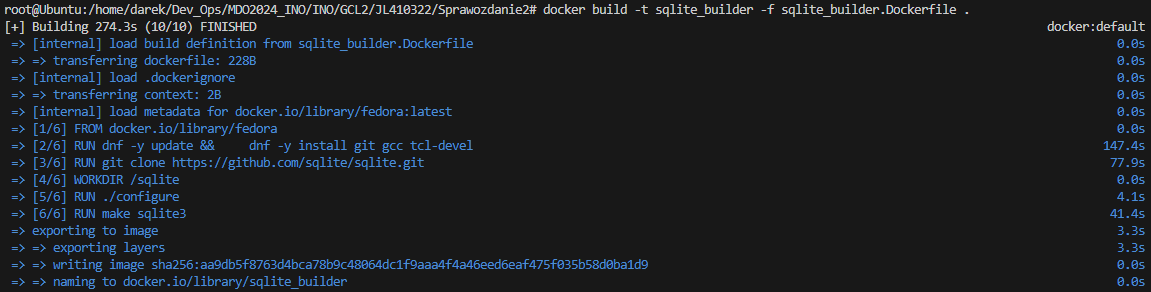 root@Ubuntu:/home/darek/Dev_Ops/MDO2024_INO/INO/GCL2/JL410322/Sprawozdanie2# docker build -t sqlite_builder -f sqlite_builder.Dockerfile .
[+] Building 274.3s (10/10) FINISHED docker:default
=> [internal] load build definition from sqlite_builder.Dockerfile 0.0s
=> => transferring dockerfile: 228B 0.0s
=> [internal] load .dockerignore 0.0s
=> => transferring context: 2B 0.0s
=> [internal] load metadata for docker.io/library/fedora:latest 0.0s
=> [1/6] FROM docker.io/library/fedora 0.0s
=> [2/6] RUN dnf -y update &&     dnf -y install git gcc tcl-devel 147.4s
=> [3/6] RUN git clone https://github.com/sqlite/sqlite.git 77.9s
=> [4/6] WORKDIR /sqlite 0.0s
=> [5/6] RUN ./configure 4.1s
=> [6/6] RUN make sqlite3 41.4s
=> exporting to image 3.3s
=> => exporting layers 3.3s
=> => writing image sha256:aa9db5f8763d4bca78b9c48064dc1f9aaa4f4a46eed6eaf475f035b58d0ba1d9 0.0s
=> => naming to docker.io/library/sqlite_builder 0.0s